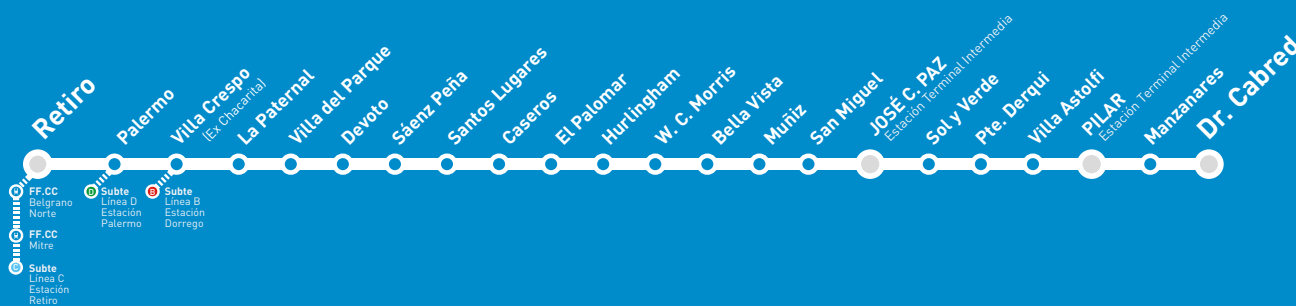 Retiro
Palermo
Villa Crespo
(Ex Chacarita)
La Paternal
Villa del Parque
Devoto
Sáenz Peña
Santos Lugares
Caseros
El Palomar
Hurlingham
W. C. Morris
Bella Vista
Muñiz
San Miguel
JOSÉ C. PAZ
Estación Terminal Intermedia
Sol y Verde
Pte. Derqui
Villa Astolfi
PILAR
Estación Terminal Intermedia
Manzanares
Dr. Cabred
FF.CC
Belgrano
Norte
FF.CC
Mitre
C
Subte
Línea C
Estación
Retiro
D
Subte
Línea D
Estación
Palermo
B
Subte
Línea B
Estación
Dorrego